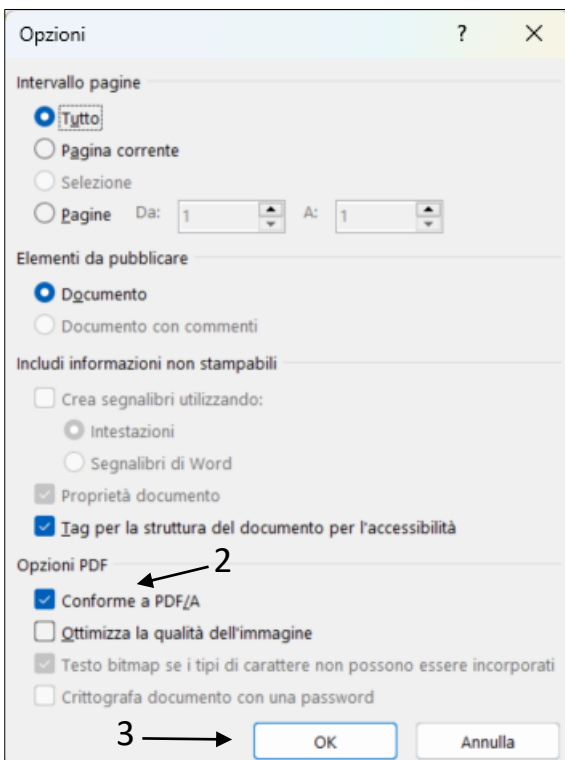 Opzioni ?
Intervallo pagine
Tutto
Pagina corrente
Selezione
Pagine Da: 1 A: 1
Elementi da pubblicare
Documento
Documento con commenti
Includi informazioni non stampabili
Crea segnalibri utilizzando:
Intestazioni
Segnalibri di Word
Proprietà documento
Tag per la struttura del documento per l'accessibilità
Opzioni PDF
2
Conforme a PDF/A
Ottimizza la qualità dell'immagine
Testo bitmap se i tipi di carattere non possono essere incorporati
Crittografa documento con una password
3 OK Annulla